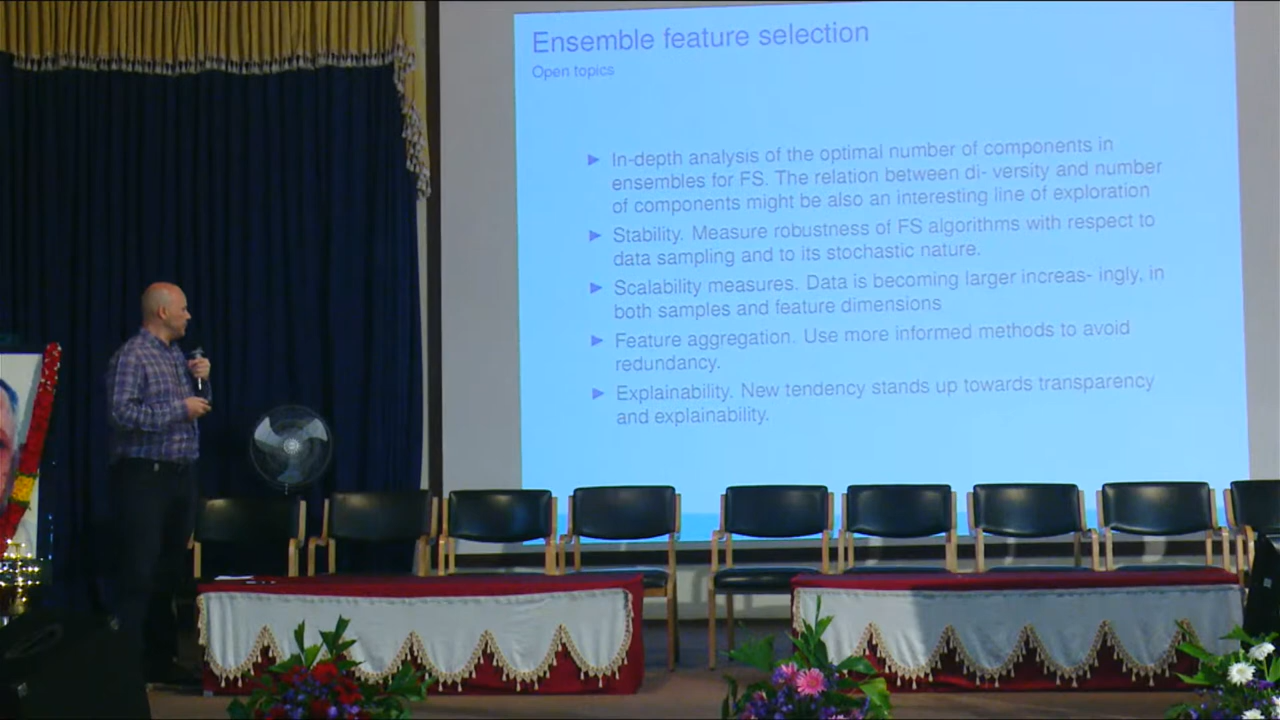 Ensemble feature selection
Open topics
In-depth analysis of the optimal number of components in
ensembles for FS. The relation between di- versity and number
of components might be also an interesting line of exploration
Stability. Measure robustness of FS algorithms with respect to
data sampling and to its stochastic nature.
Scalability measures. Data is becoming larger increas- ingly, in
both samples and feature dimensions
Feature aggregation. Use more informed methods to avoid
redundancy.
Explainability. New tendency stands up towards transparency
and explainability.